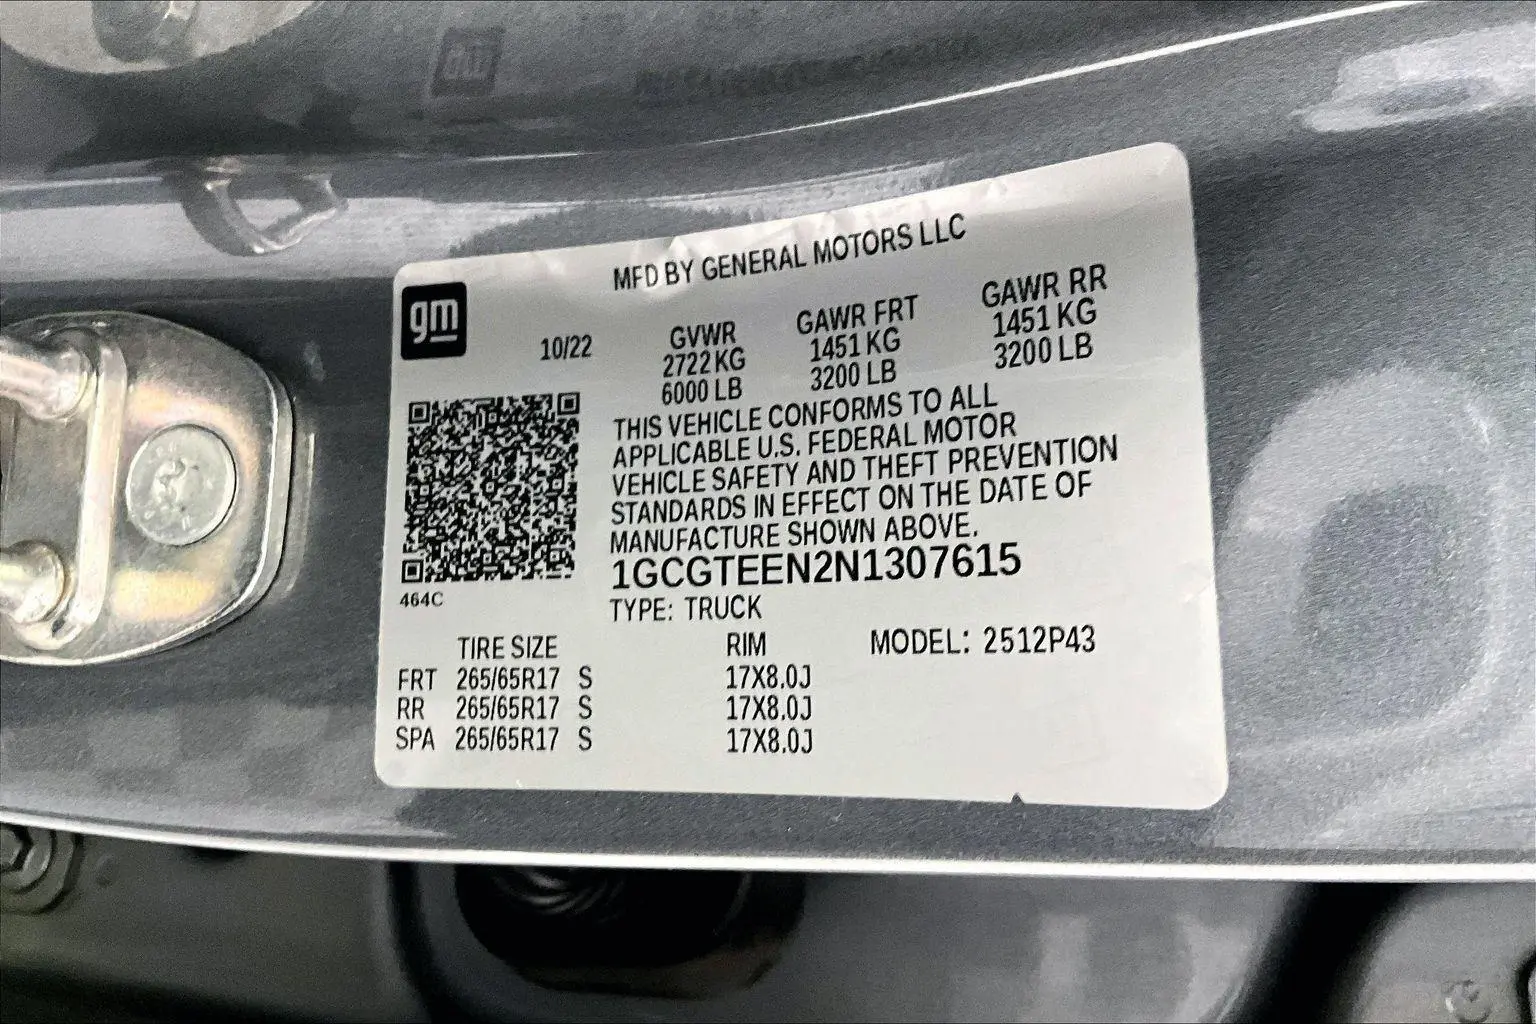 MFD BY GENERAL MOTORS LLC
gm
10/22 GVWR GAWR FRT GAWR RR
2722KG 1451 KG 1451 KG
6000 LB 3200 LB 3200 LB
THIS VEHICLE CONFORMS TO ALL
APPLICABLE U.S. FEDERAL MOTOR
VEHICLE SAFETY AND THEFT PREVENTION
STANDARDS IN EFFECT ON THE DATE OF
MANUFACTURE SHOWN ABOVE.
1GCGTEEN2N1307615
464C
TYPE: TRUCK
TIRE SIZE RIM MODEL: 2512P43
FRT 265/65R17 S 17X8.0J
RR 265/65R17 S 17X8.0J
SPA 265/65R17 S 17X8.0J